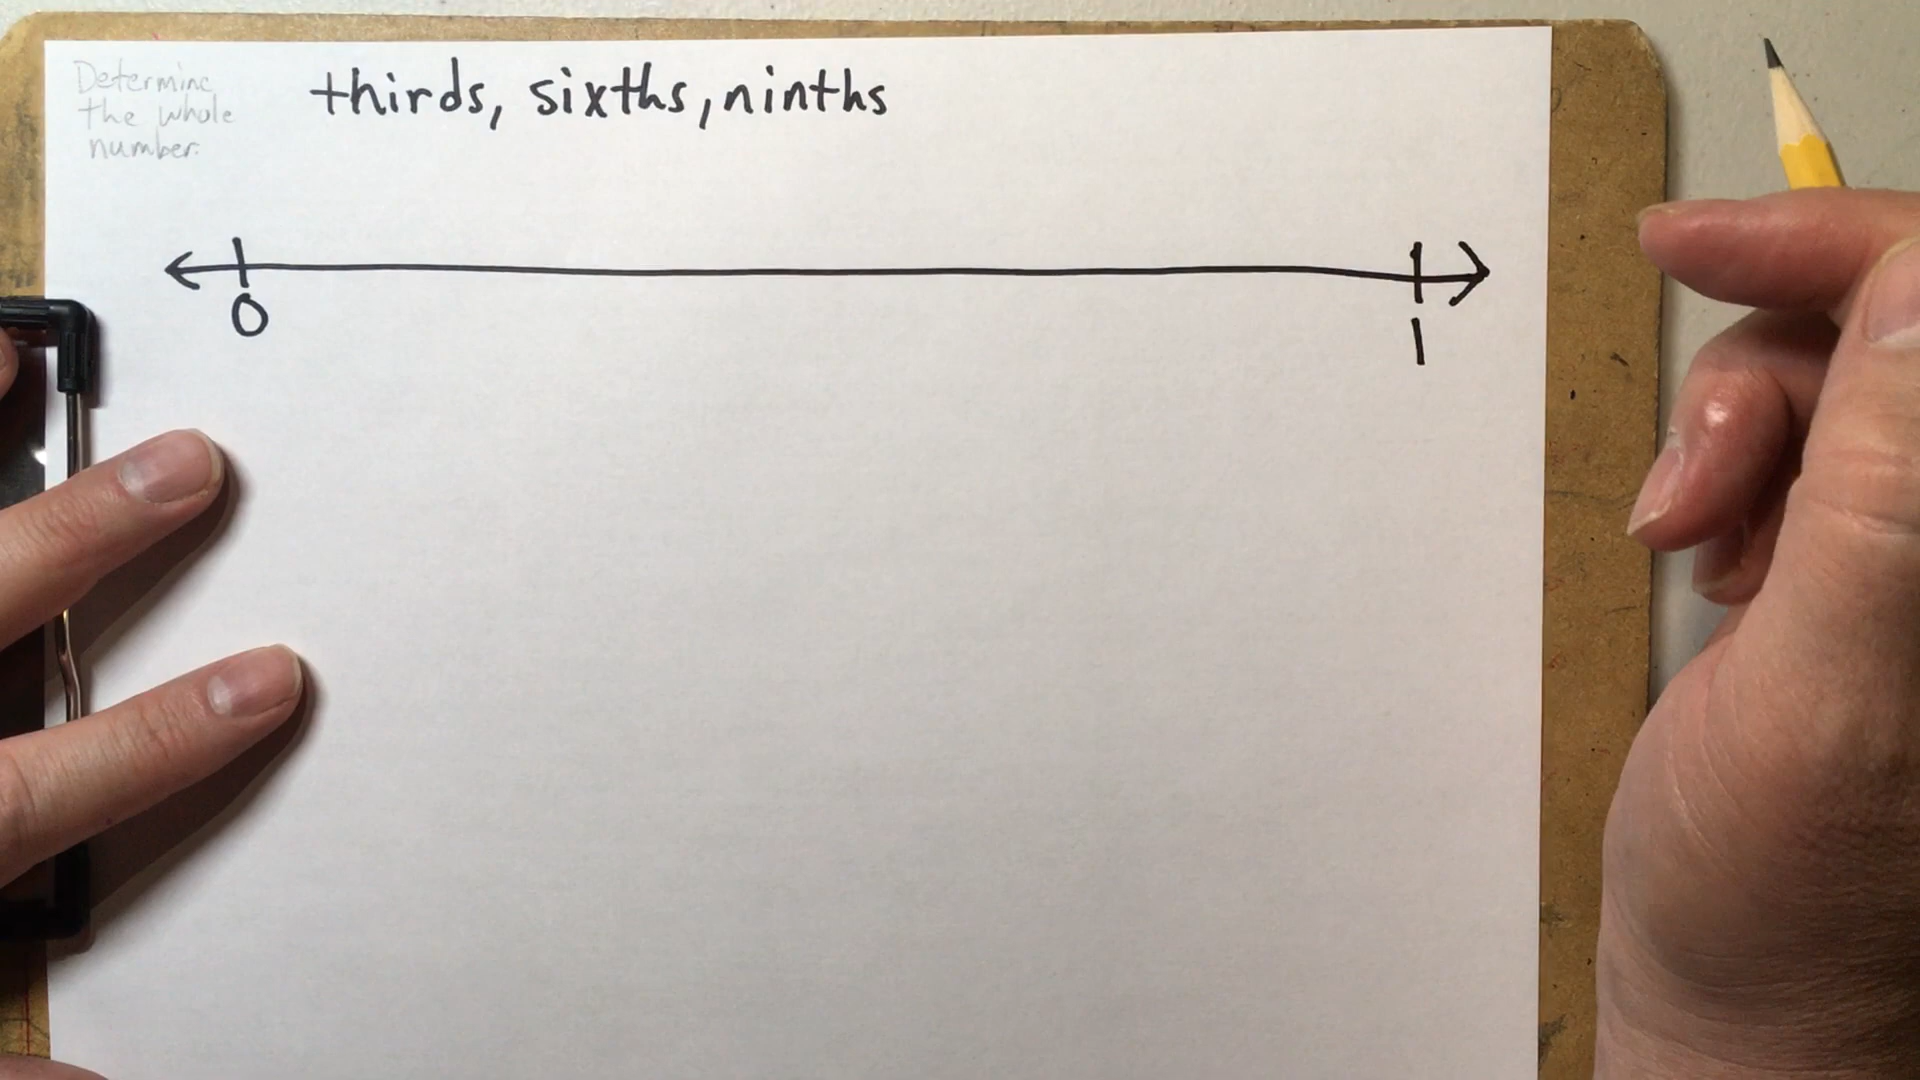 Determine
the whole
number.
thirds, sixths, ninths
0
1